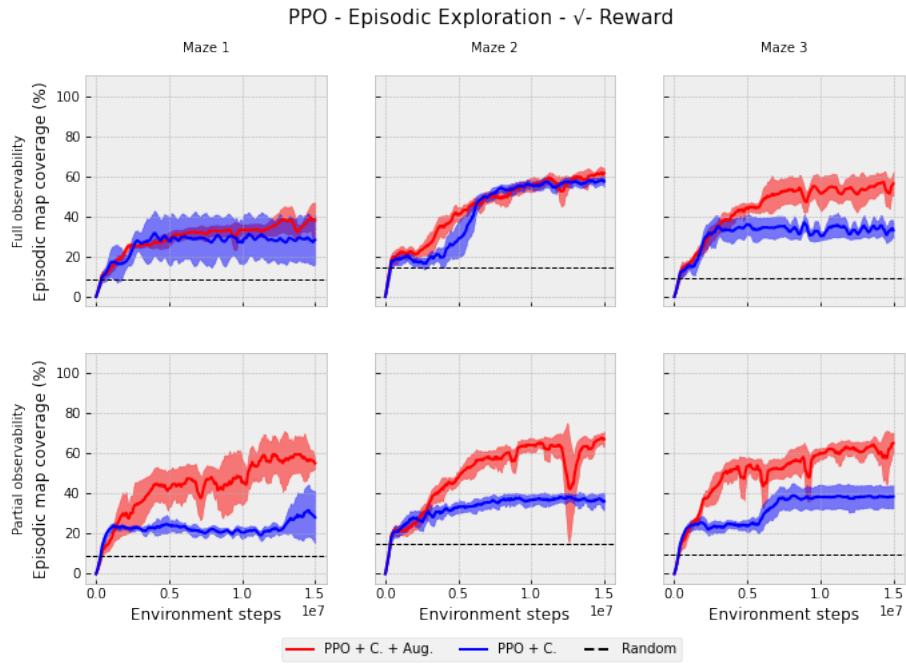 PPO - Episodic Exploration - √- Reward
Maze 1
Maze 2
Maze 3
Full observability
Episodic map coverage (%)
100
80
60
40
20
0
Partial observability
Episodic map coverage (%)
100
80
60
40
20
0
0.0 0.5 1.0 1.5
1e7
Environment steps
0.0 0.5 1.0 1.5
1e7
Environment steps
0.0 0.5 1.0 1.5
1e7
Environment steps
PPO + C. + Aug. PPO + C. Random